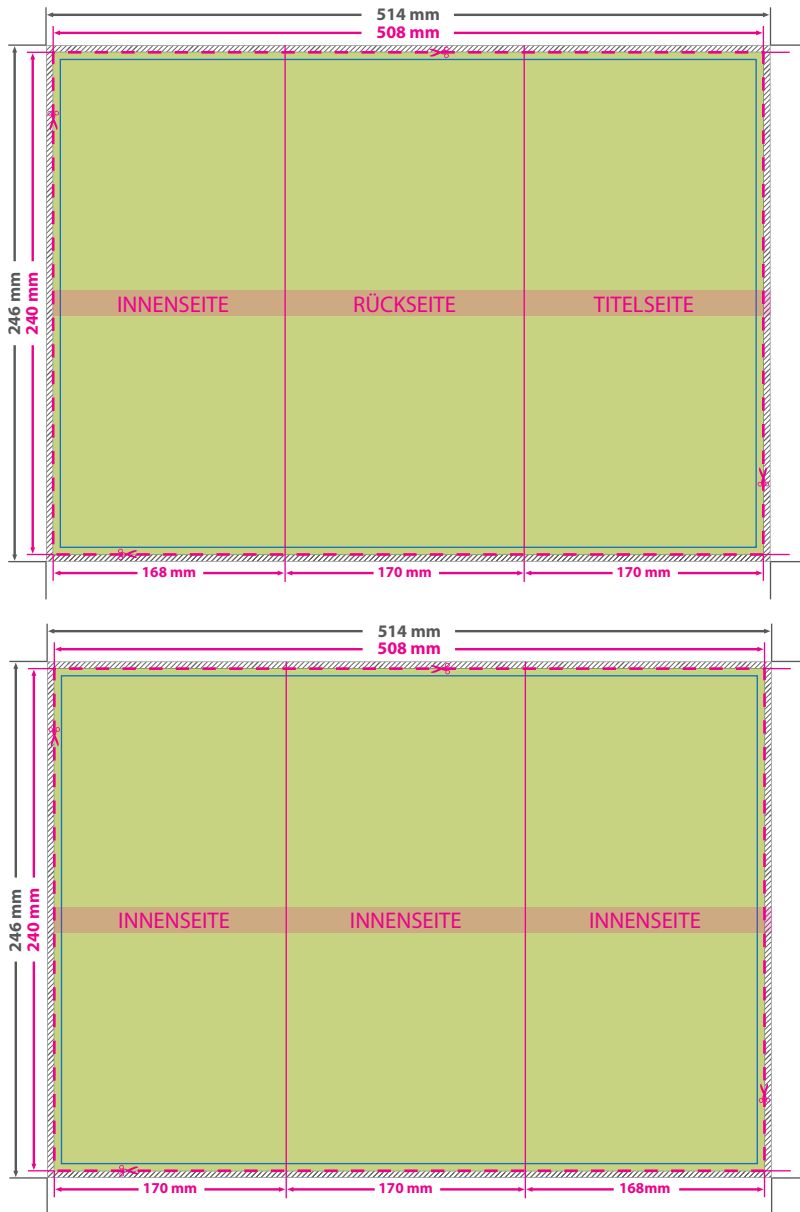 514 mm
508 mm
246 mm
240 mm
INNENSEITE RÜCKSEITE TITELSEITE
168 mm 170 mm 170 mm
514 mm
508 mm
246 mm
240 mm
INNENSEITE INNENSEITE INNENSEITE
170 mm 170 mm 168mm